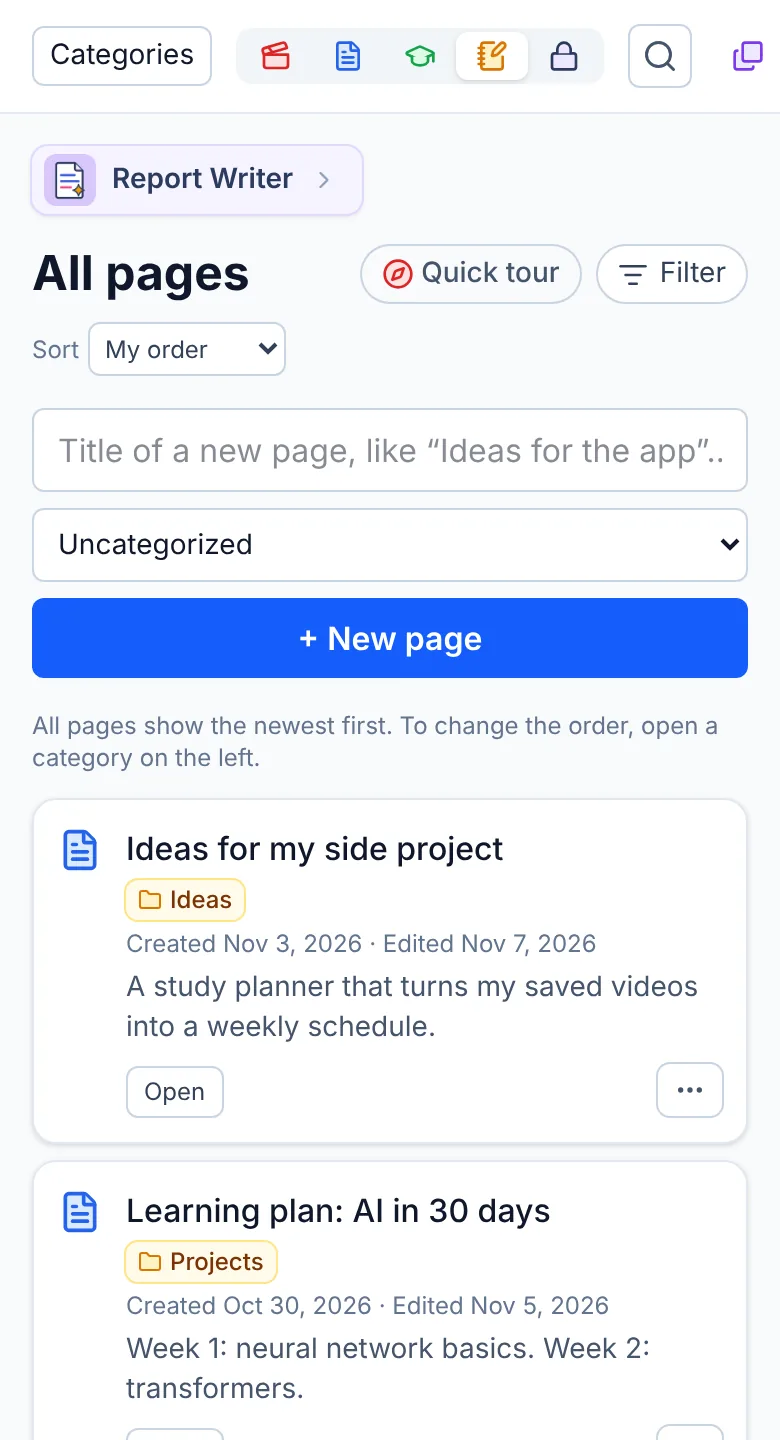 Categories
Report Writer
All pages
Quick tour
Filter
Sort
My order
Title of a new page, like “Ideas for the app”..
Uncategorized
+ New page
All pages show the newest first. To change the order, open a
category on the left.
Ideas for my side project
Ideas
Created Nov 3, 2026 · Edited Nov 7, 2026
A study planner that turns my saved videos
into a weekly schedule.
Open
Learning plan: AI in 30 days
Projects
Created Oct 30, 2026 · Edited Nov 5, 2026
Week 1: neural network basics. Week 2:
transformers.